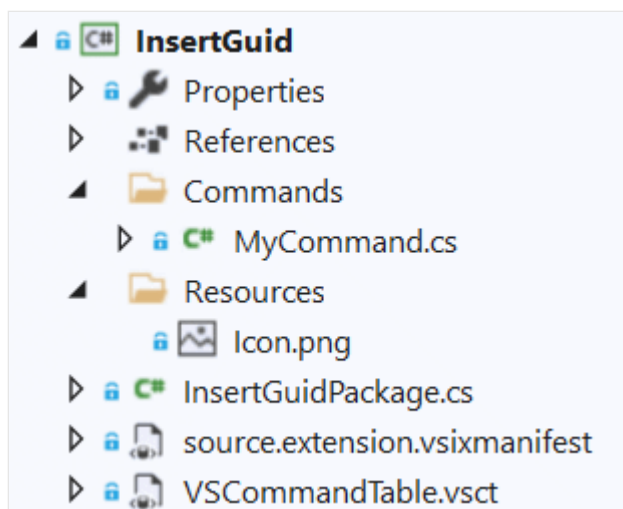 C# InsertGuid
Properties
References
Commands
C# MyCommand.cs
Resources
Icon.png
C# InsertGuidPackage.cs
source.extension.vsixmanifest
VSCommandTable.vsct